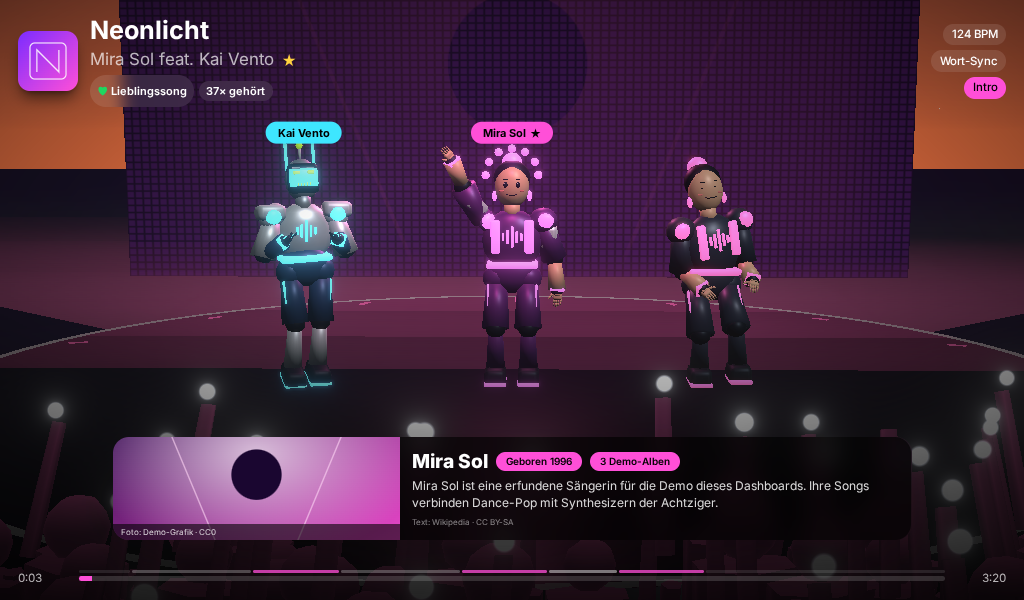 N
Neonlicht
Mira Sol feat. Kai Vento ★
Lieblingssong
37× gehört
124 BPM
Wort-Sync
Intro
Kai Vento
Mira Sol ★
Mira Sol
Geboren 1996
3 Demo-Alben
Mira Sol ist eine erfundene Sängerin für die Demo dieses Dashboards. Ihre Songs
verbinden Dance-Pop mit Synthesizern der Achtziger.
Text: Wikipedia · CC BY-SA
Foto: Demo-Grafik · CC0
0:03
3:20